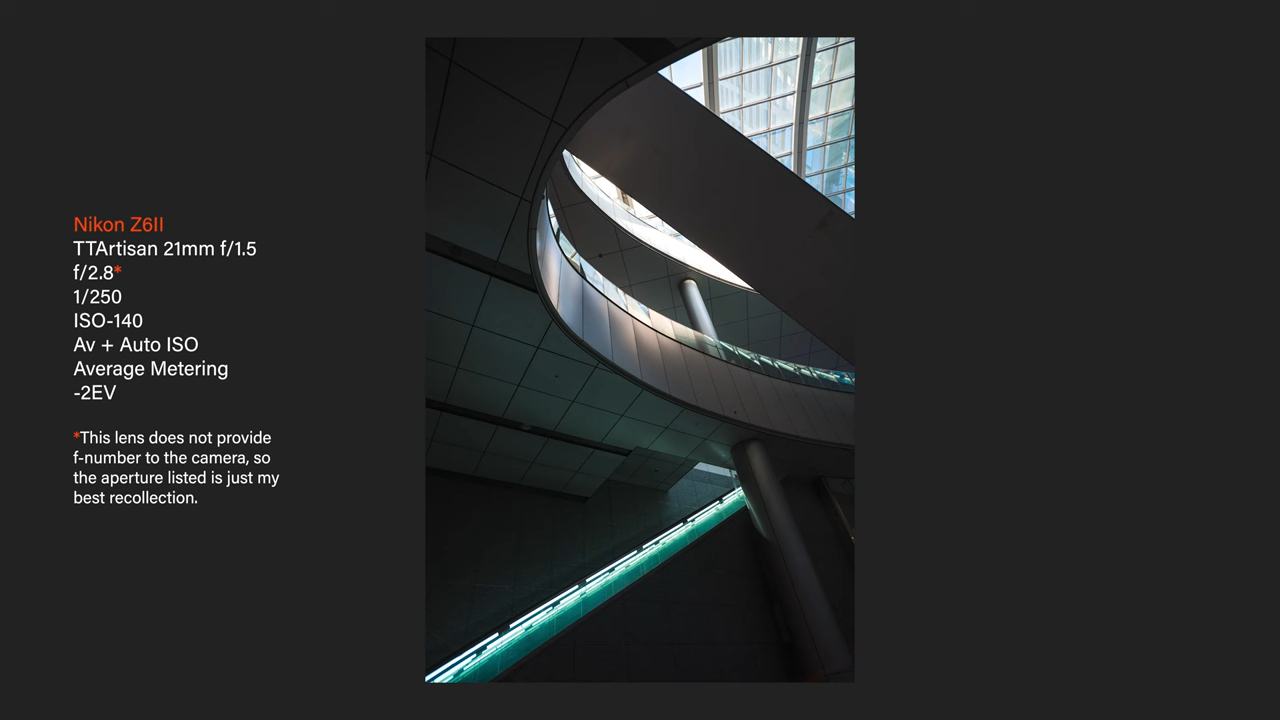 Nikon Z6II
TTArtisan 21mm f/1.5
f/2.8*
1/250
ISO-140
Av + Auto ISO
Average Metering
-2EV
*This lens does not provide
f-number to the camera, so
the aperture listed is just my
best recollection.